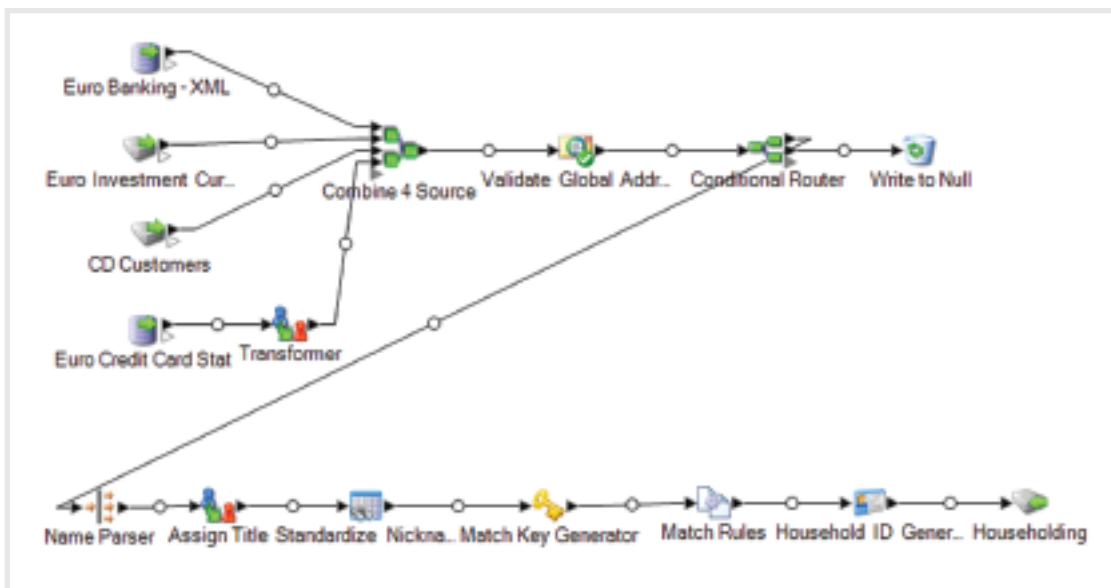 Euro Banking - XML
Euro Investment Cur...
Combine 4 Source
Validate Global Addr...
Conditional Router
Write to Null
CD Customers
Euro Credit Card Stat
Transformer
Name Parser
Assign Title
Standardize Nickna...
Match Key Generator
Match Rules
Household ID Gener...
Householding